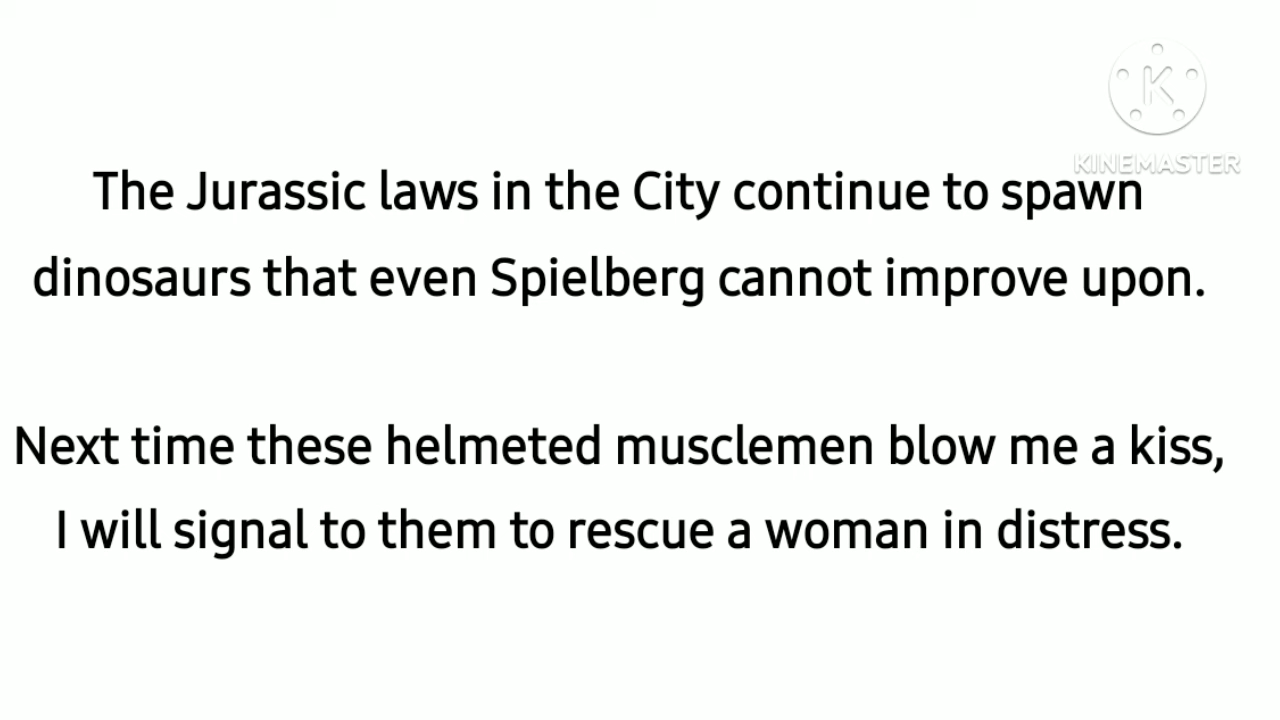 KINEMASTER
The Jurassic laws in the City continue to spawn
dinosaurs that even Spielberg cannot improve upon.
Next time these helmeted musclemen blow me a kiss,
I will signal to them to rescue a woman in distress.